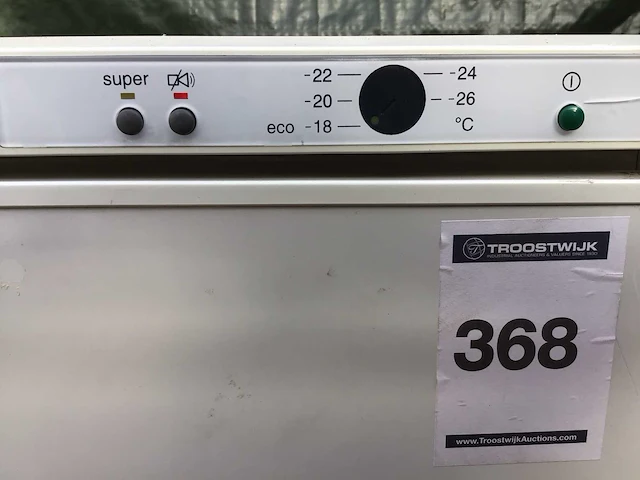 super
-22
-24
-20
-26
eco -18
°C
TROOSTWIJK
INDUSTRIAL AUCTIONEERS & VALUERS SINCE 1930
368
www.TroostwijkAuctions.com